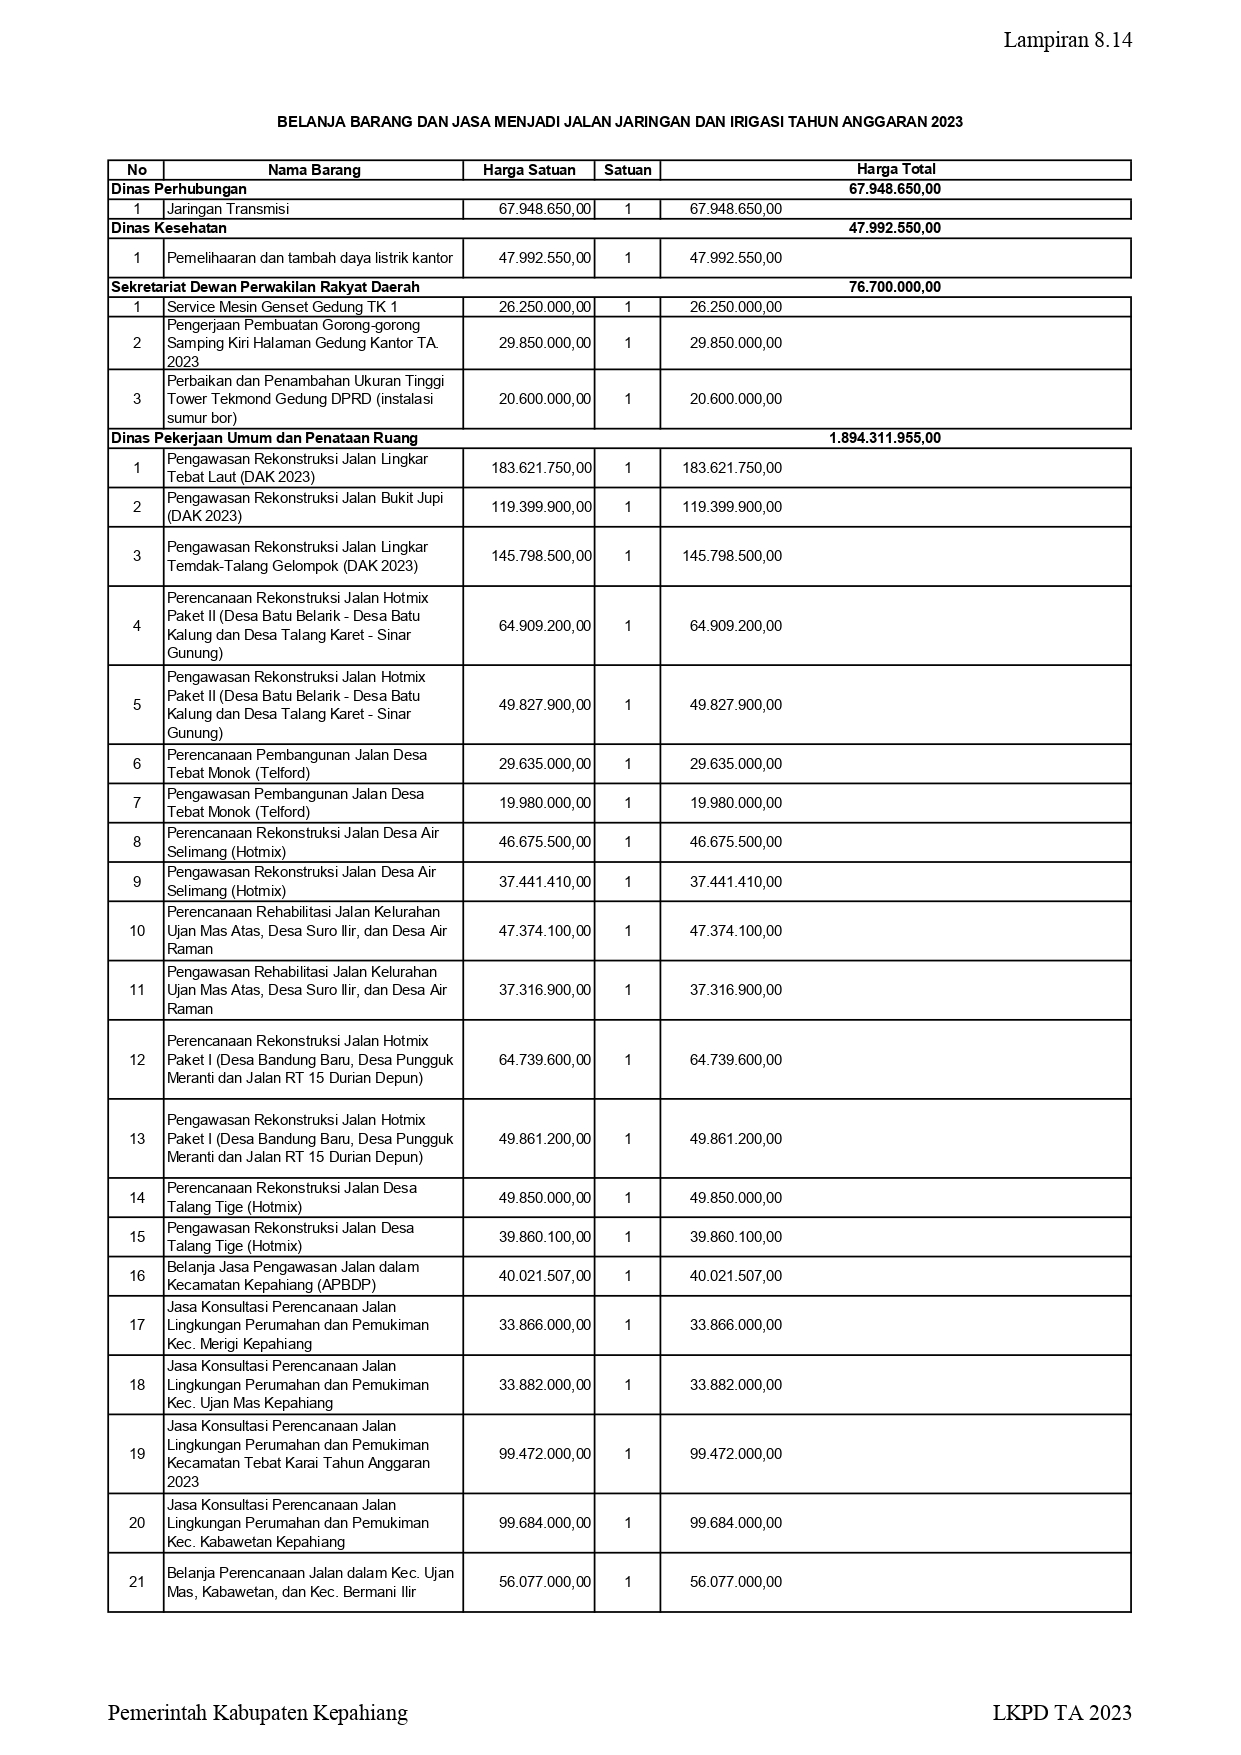 Lampiran 8.14
BELANJA BARANG DAN JASA MENJADI JALAN JARINGAN DAN IRIGASI TAHUN ANGGARAN 2023
No Nama Barang Harga Satuan Satuan Harga Total
Dinas Perhubungan 67.948.650,00
1 Jaringan Transmisi 67.948.650,00 1 67.948.650,00
Dinas Kesehatan 47.992.550,00
1 Pemelihaaran dan tambah daya listrik kantor 47.992.550,00 1 47.992.550,00
Sekretariat Dewan Perwakilan Rakyat Daerah 76.700.000,00
1 Service Mesin Genset Gedung TK 1 26.250.000,00 1 26.250.000,00
Pengerjaan Pembuatan Gorong-gorong
2 Samping Kiri Halaman Gedung Kantor TA. 29.850.000,00 1 29.850.000,00
2023
Perbaikan dan Penambahan Ukuran Tinggi
3 Tower Tekmond Gedung DPRD (instalasi 20.600.000,00 1 20.600.000,00
sumur bor)
Dinas Pekerjaan Umum dan Penataan Ruang 1.894.311.955,00
1 Pengawasan Rekonstruksi Jalan Lingkar 183.621.750,00 1 183.621.750,00
Tebat Laut (DAK 2023)
2 Pengawasan Rekonstruksi Jalan Bukit Jupi 119.399.900,00 1 119.399.900,00
(DAK 2023)
3 Pengawasan Rekonstruksi Jalan Lingkar 145.798.500,00 1 145.798.500,00
Temdak-Talang Gelompok (DAK 2023)
Perencanaan Rekonstruksi Jalan Hotmix
4 Paket II (Desa Batu Belarik - Desa Batu 64.909.200,00 1 64.909.200,00
Kalung dan Desa Talang Karet - Sinar
Gunung)
Pengawasan Rekonstruksi Jalan Hotmix
5 Paket II (Desa Batu Belarik - Desa Batu 49.827.900,00 1 49.827.900,00
Kalung dan Desa Talang Karet - Sinar
Gunung)
6 Perencanaan Pembangunan Jalan Desa 29.635.000,00 1 29.635.000,00
Tebat Monok (Telford)
7 Pengawasan Pembangunan Jalan Desa 19.980.000,00 1 19.980.000,00
Tebat Monok (Telford)
8 Perencanaan Rekonstruksi Jalan Desa Air 46.675.500,00 1 46.675.500,00
Selimang (Hotmix)
9 Pengawasan Rekonstruksi Jalan Desa Air 37.441.410,00 1 37.441.410,00
Selimang (Hotmix)
Perencanaan Rehabilitasi Jalan Kelurahan
10 Ujan Mas Atas, Desa Suro Ilir, dan Desa Air 47.374.100,00 1 47.374.100,00
Raman
Pengawasan Rehabilitasi Jalan Kelurahan
11 Ujan Mas Atas, Desa Suro Ilir, dan Desa Air 37.316.900,00 1 37.316.900,00
Raman
Perencanaan Rekonstruksi Jalan Hotmix
12 Paket I (Desa Bandung Baru, Desa Pungguk 64.739.600,00 1 64.739.600,00
Meranti dan Jalan RT 15 Durian Depun)
Pengawasan Rekonstruksi Jalan Hotmix
13 Paket I (Desa Bandung Baru, Desa Pungguk 49.861.200,00 1 49.861.200,00
Meranti dan Jalan RT 15 Durian Depun)
14 Perencanaan Rekonstruksi Jalan Desa 49.850.000,00 1 49.850.000,00
Talang Tige (Hotmix)
15 Pengawasan Rekonstruksi Jalan Desa 39.860.100,00 1 39.860.100,00
Talang Tige (Hotmix)
16 Belanja Jasa Pengawasan Jalan dalam 40.021.507,00 1 40.021.507,00
Kecamatan Kepahiang (APBDP)
Jasa Konsultasi Perencanaan Jalan
17 Lingkungan Perumahan dan Pemukiman 33.866.000,00 1 33.866.000,00
Kec. Merigi Kepahiang
Jasa Konsultasi Perencanaan Jalan
18 Lingkungan Perumahan dan Pemukiman 33.882.000,00 1 33.882.000,00
Kec. Ujan Mas Kepahiang
Jasa Konsultasi Perencanaan Jalan
19 Lingkungan Perumahan dan Pemukiman 99.472.000,00 1 99.472.000,00
Kecamatan Tebat Karai Tahun Anggaran
2023
Jasa Konsultasi Perencanaan Jalan
20 Lingkungan Perumahan dan Pemukiman 99.684.000,00 1 99.684.000,00
Kec. Kabawetan Kepahiang
21 Belanja Perencanaan Jalan dalam Kec. Ujan 56.077.000,00 1 56.077.000,00
Mas, Kabawetan, dan Kec. Bermani Ilir
Pemerintah Kabupaten Kepahiang LKPD TA 2023